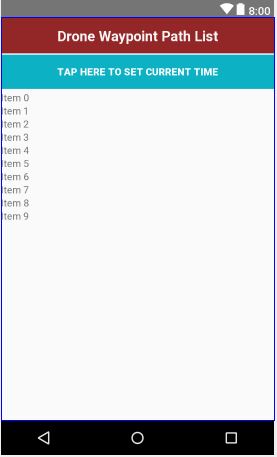 8:00
Drone Waypoint Path List
TAP HERE TO SET CURRENT TIME
Item 0
Item 1
Item 2
Item 3
Item 4
Item 5
Item 6
Item 7
Item 8
Item 9